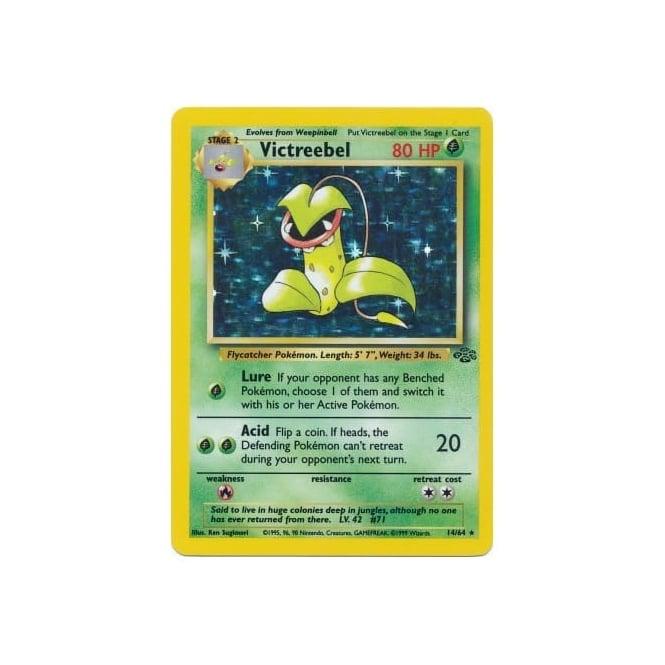 Evolves from Weepinbell Put Victreebel on the Stage 1 Card
STAGE 2
Victreebel 80 HP
Flycatcher Pokémon. Length: 5' 7", Weight: 34 lbs.
Lure If your opponent has any Benched
Pokémon, choose 1 of them and switch it
with his or her Active Pokémon.
Acid Flip a coin. If heads, the
Defending Pokémon can't retreat
during your opponent's next turn.
20
weakness resistance retreat cost
Said to live in huge colonies deep in jungles, although no one
has ever returned from there. LV. 42 #71
Illus. Ken Sugimori ©1995, 96, 98 Nintendo, Creatures, GAMEFREAK. ©1999 Wizards. 14/64 ★